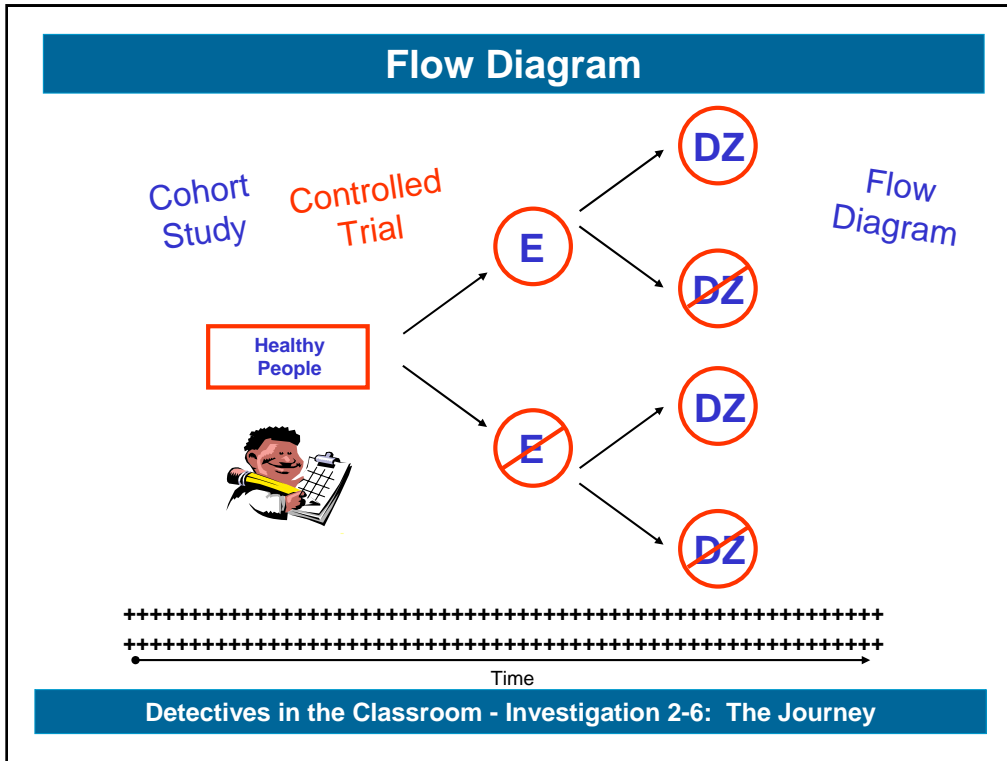 Flow Diagram
Cohort
Study
Controlled
Trial
Flow
Diagram
Healthy
People
E
E
DZ
DZ
DZ
DZ
++++++++++++++++++++++++++++++++++++++++++++++++++++++++++
++++++++++++++++++++++++++++++++++++++++++++++++++++++++++
Time
Detectives in the Classroom - Investigation 2-6: The Journey